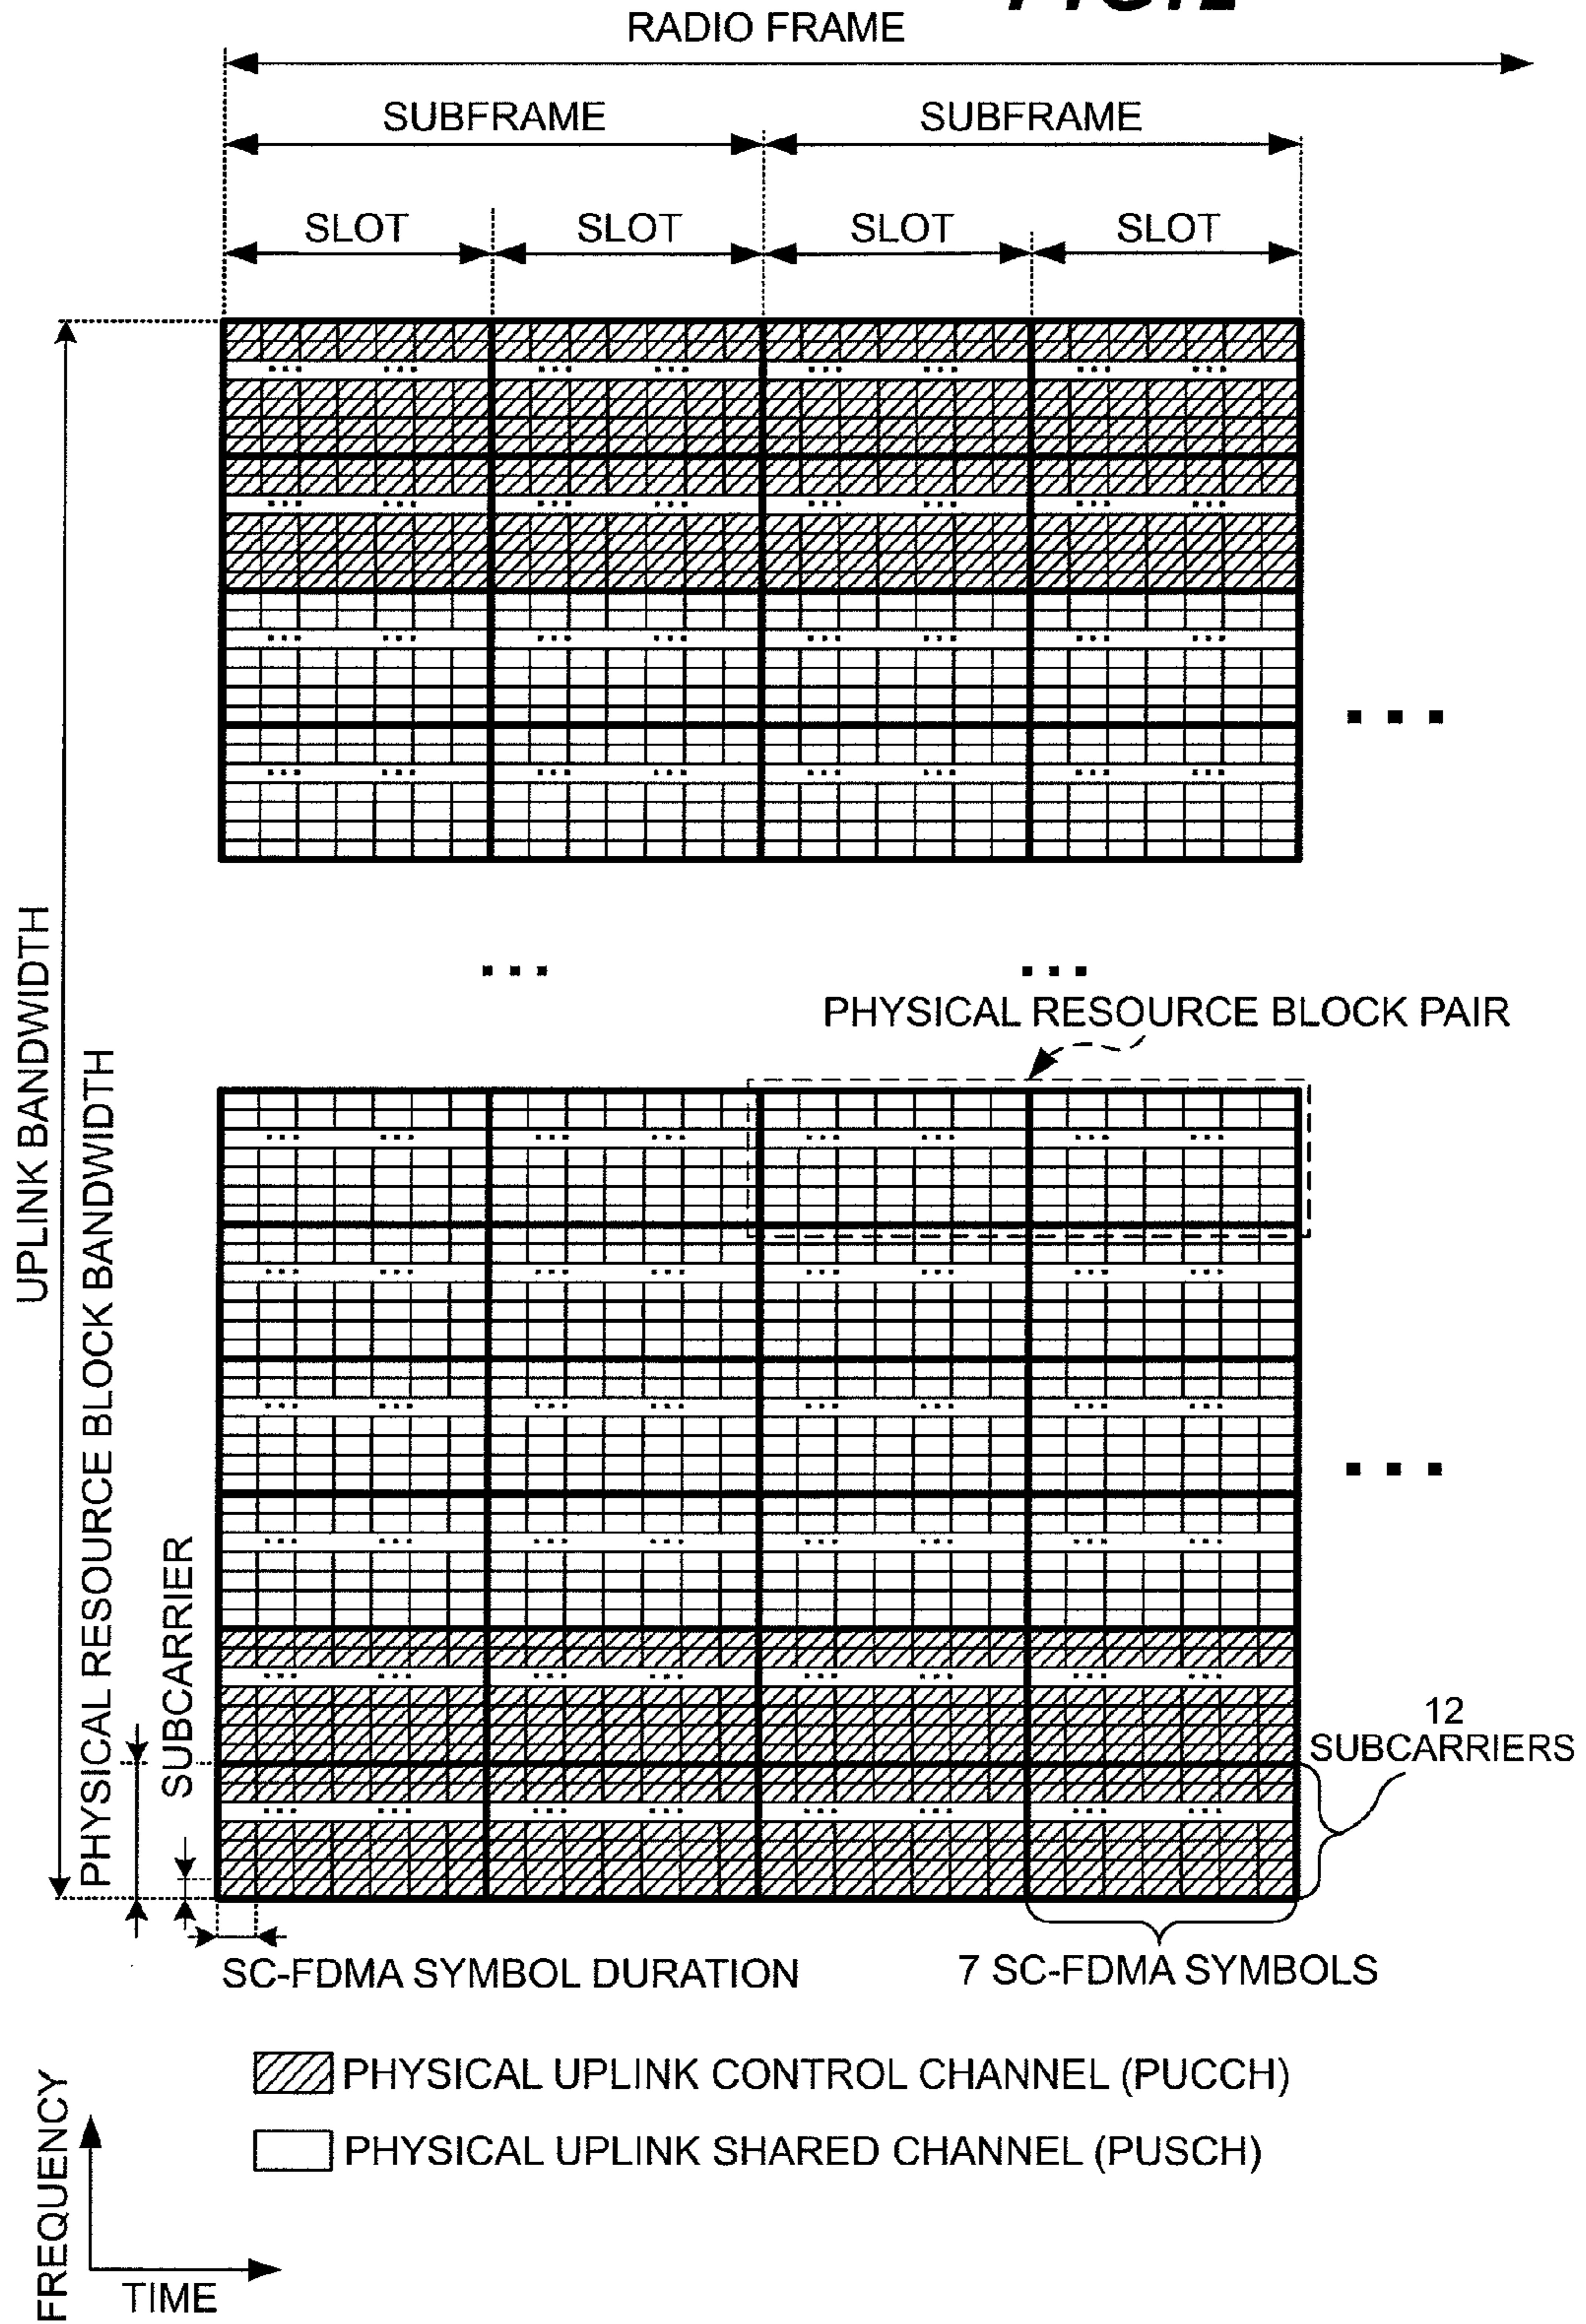 RADIO FRAME
SUBFRAME SUBFRAME
SLOT SLOT SLOT SLOT
UPLINK BANDWIDTH
PHYSICAL RESOURCE BLOCK BANDWIDTH
SUBCARRIER
PHYSICAL RESOURCE BLOCK PAIR
12
SUBCARRIERS
SC-FDMA SYMBOL DURATION
7 SC-FDMA SYMBOLS
PHYSICAL UPLINK CONTROL CHANNEL (PUCCH)
PHYSICAL UPLINK SHARED CHANNEL (PUSCH)
FREQUENCY
TIME